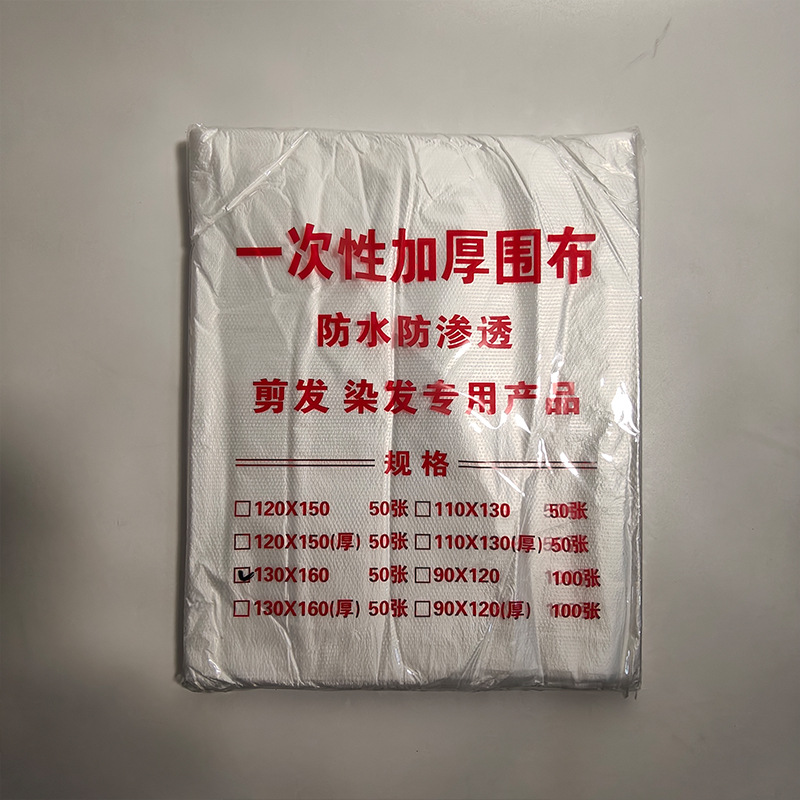 一次性加厚围布
防水防渗透
剪发 染发专用产品
规格
☐120X150 50张 ☐110X130 50张
☐120X150(厚) 50张 ☐110X130(厚) 50张
☑130X160 50张 ☐90X120 100张
☐130X160(厚) 50张 ☐90X120(厚) 100张